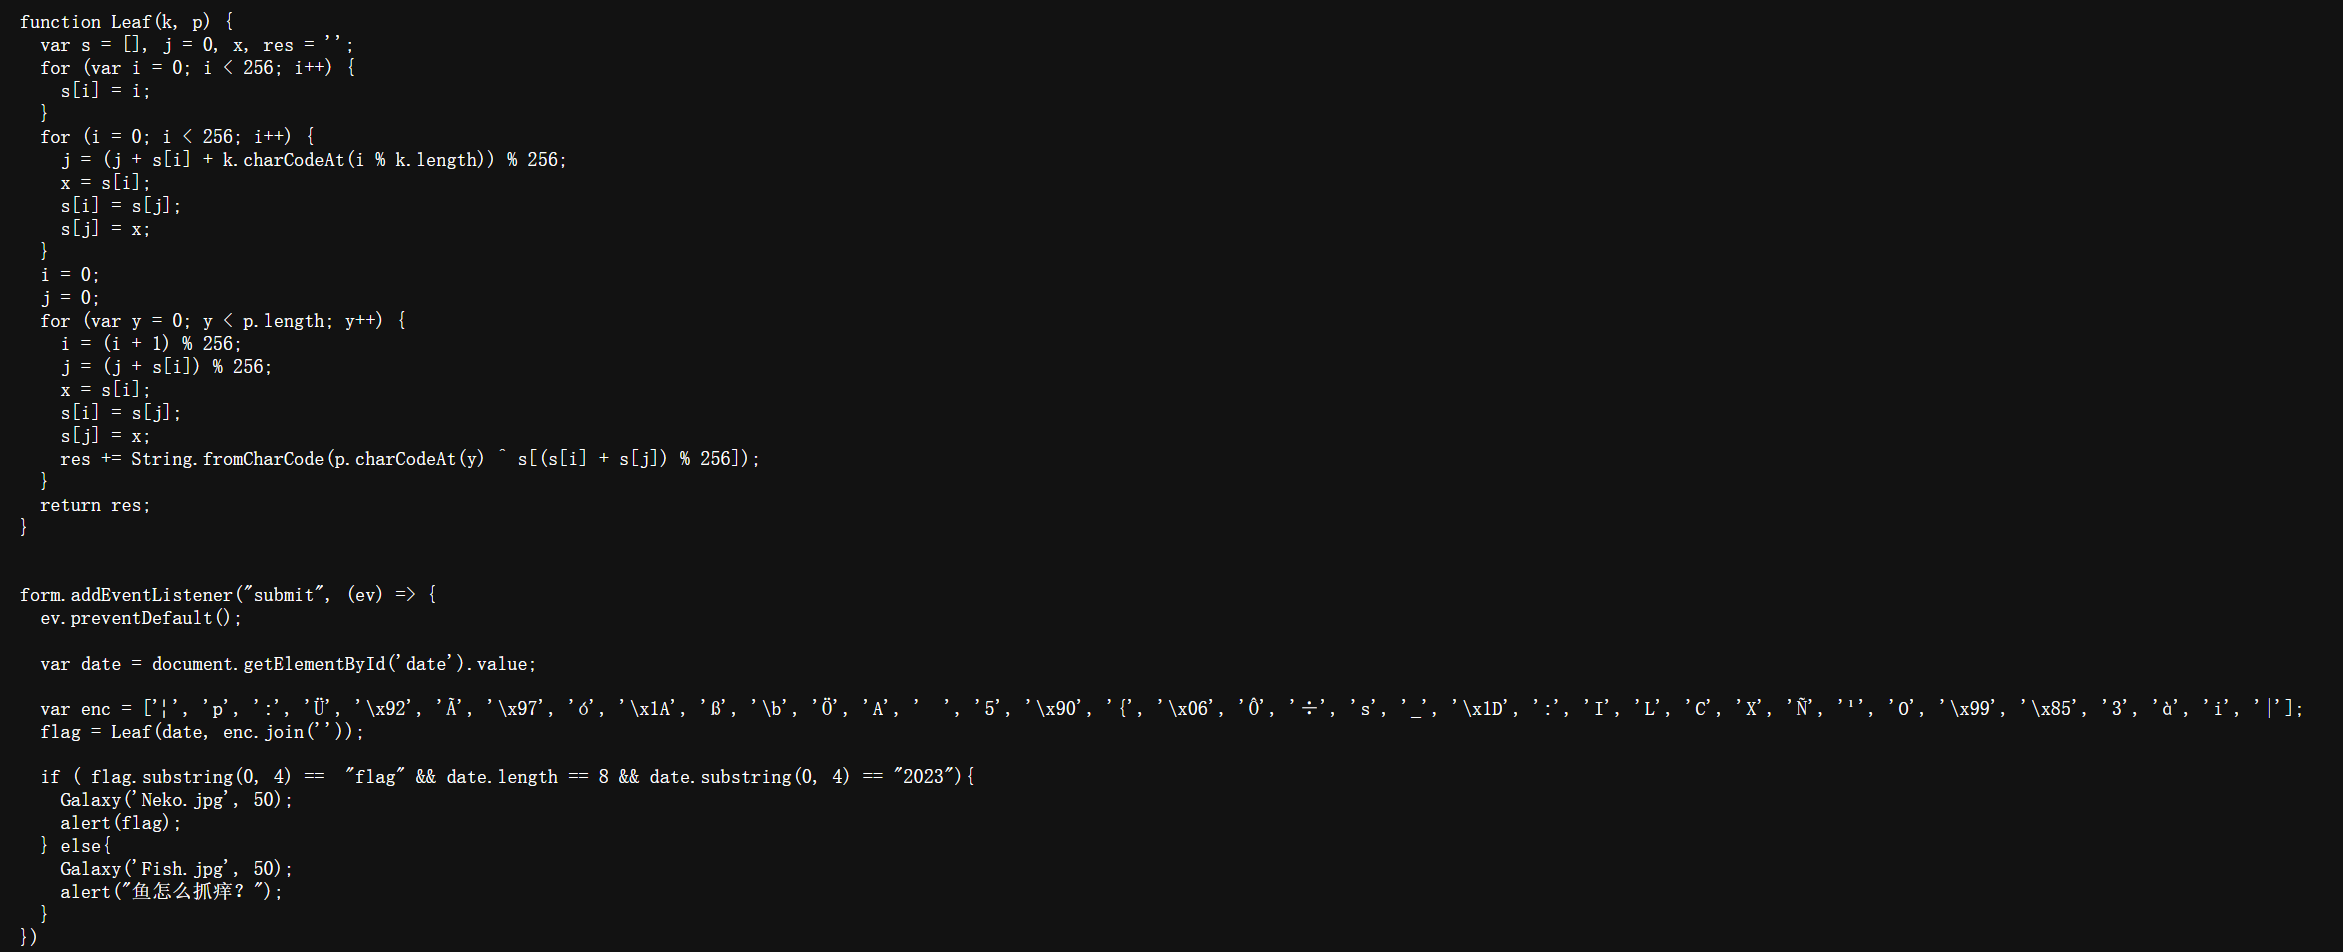 function Leaf(k, p) {
  var s = [], j = 0, x, res = '';
  for (var i = 0; i < 256; i++) {
    s[i] = i;
  }
  for (i = 0; i < 256; i++) {
    j = (j + s[i] + k.charCodeAt(i % k.length)) % 256;
    x = s[i];
    s[i] = s[j];
    s[j] = x;
  }
  i = 0;
  j = 0;
  for (var y = 0; y < p.length; y++) {
    i = (i + 1) % 256;
    j = (j + s[i]) % 256;
    x = s[i];
    s[i] = s[j];
    s[j] = x;
    res += String.fromCharCode(p.charCodeAt(y) ^ s[(s[i] + s[j]) % 256]);
  }
  return res;
}
form.addEventListener("submit", (ev) => {
  ev.preventDefault();
  var date = document.getElementById('date').value;
  var enc = ['¦', 'p', ':', 'Ü', '\x92', 'Ã', '\x97', 'ó', '\x1A', 'ß', '\b', 'Ö', 'A', '  ', '5', '\x90', '{', '\x06', 'Ô', '÷', 's', '_', '\x1D', ':', 'I', 'L', 'C', 'X', 'Ñ', '¹', 'O', '\x99', '\x85', '3', 'à', 'i', '|'];
  flag = Leaf(date, enc.join(''));
  if ( flag.substring(0, 4) ==  "flag" && date.length == 8 && date.substring(0, 4) == "2023"){
    Galaxy('Neko.jpg', 50);
    alert(flag);
  } else{
    Galaxy('Fish.jpg', 50);
    alert("鱼怎么抓痒？");
  }
})